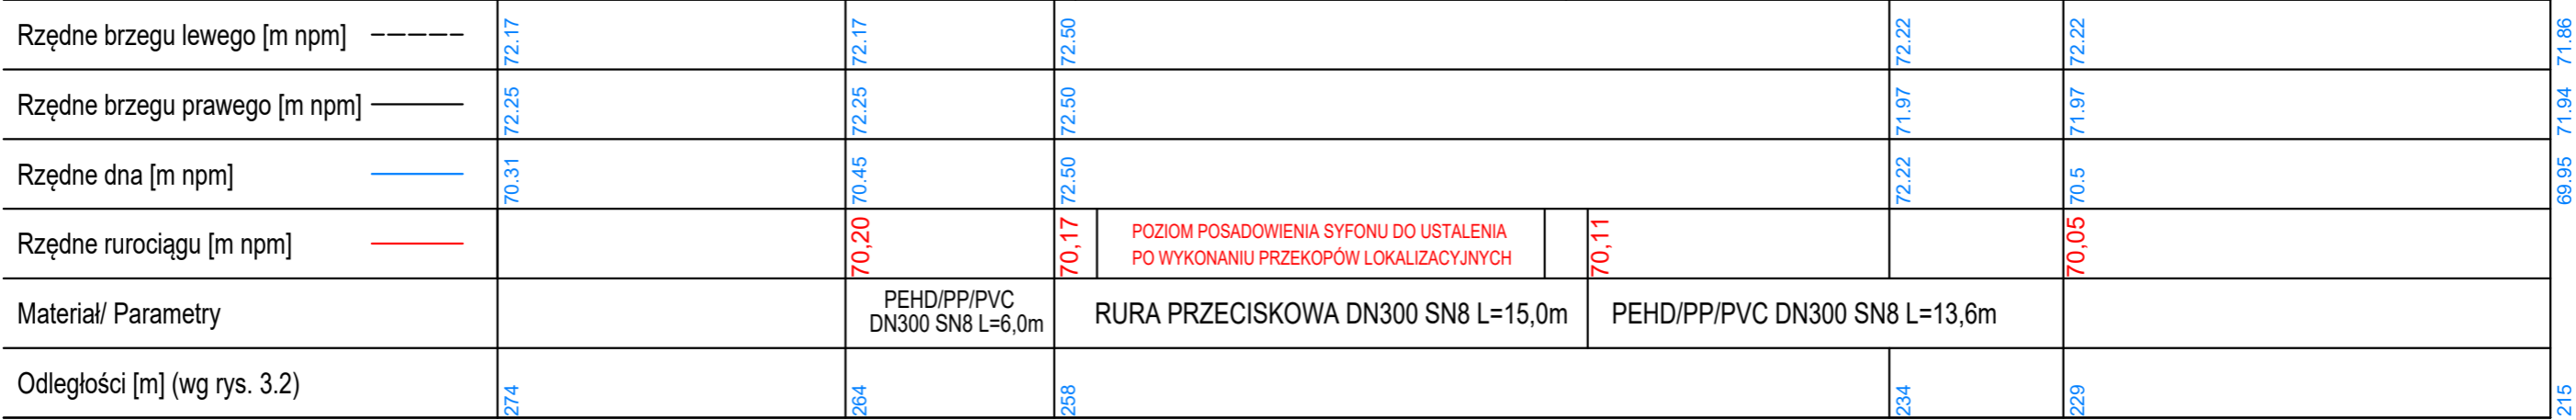 Rzędne brzegu lewego [m npm] 72.17 72.17 72.50 72.22 72.22 71.86
Rzędne brzegu prawego [m npm] 72.25 72.25 72.50 71.97 71.97 71.94
Rzędne dna [m npm] 70.31 70.45 72.50 72.22 70.5 69.95
Rzędne rurociągu [m npm] 70,20 70,17 POZIOM POSADOWIENIA SYFONU DO USTALENIA
PO WYKONANIU PRZEKOPÓW LOKALIZACYJNYCH 70,11 70,05
Materiał/ Parametry PEHD/PP/PVC
DN300 SN8 L=6,0m RURA PRZECISKOWA DN300 SN8 L=15,0m PEHD/PP/PVC DN300 SN8 L=13,6m
Odległości [m] (wg rys. 3.2) 274 264 258 234 229 215